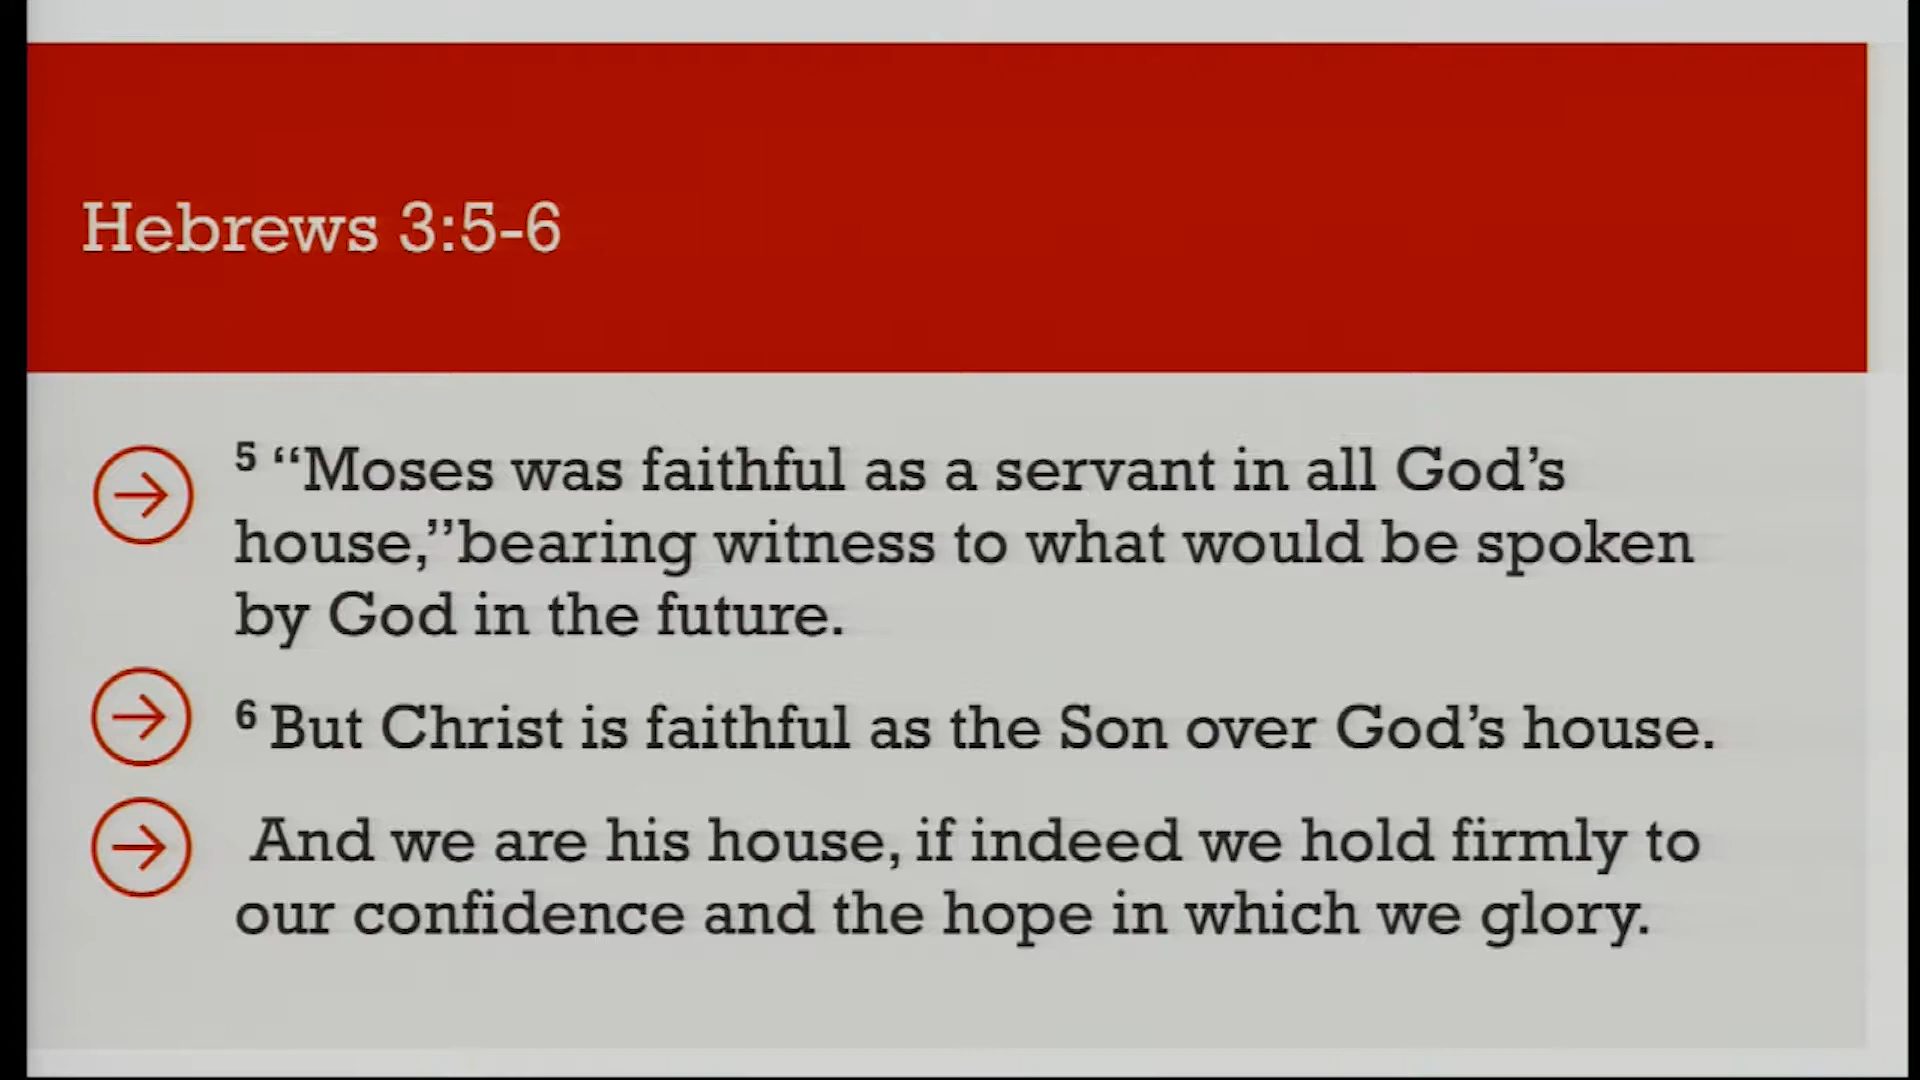 Hebrews 3:5-6
5 “Moses was faithful as a servant in all God’s
house,”bearing witness to what would be spoken
by God in the future.
6 But Christ is faithful as the Son over God’s house.
And we are his house, if indeed we hold firmly to
our confidence and the hope in which we glory.